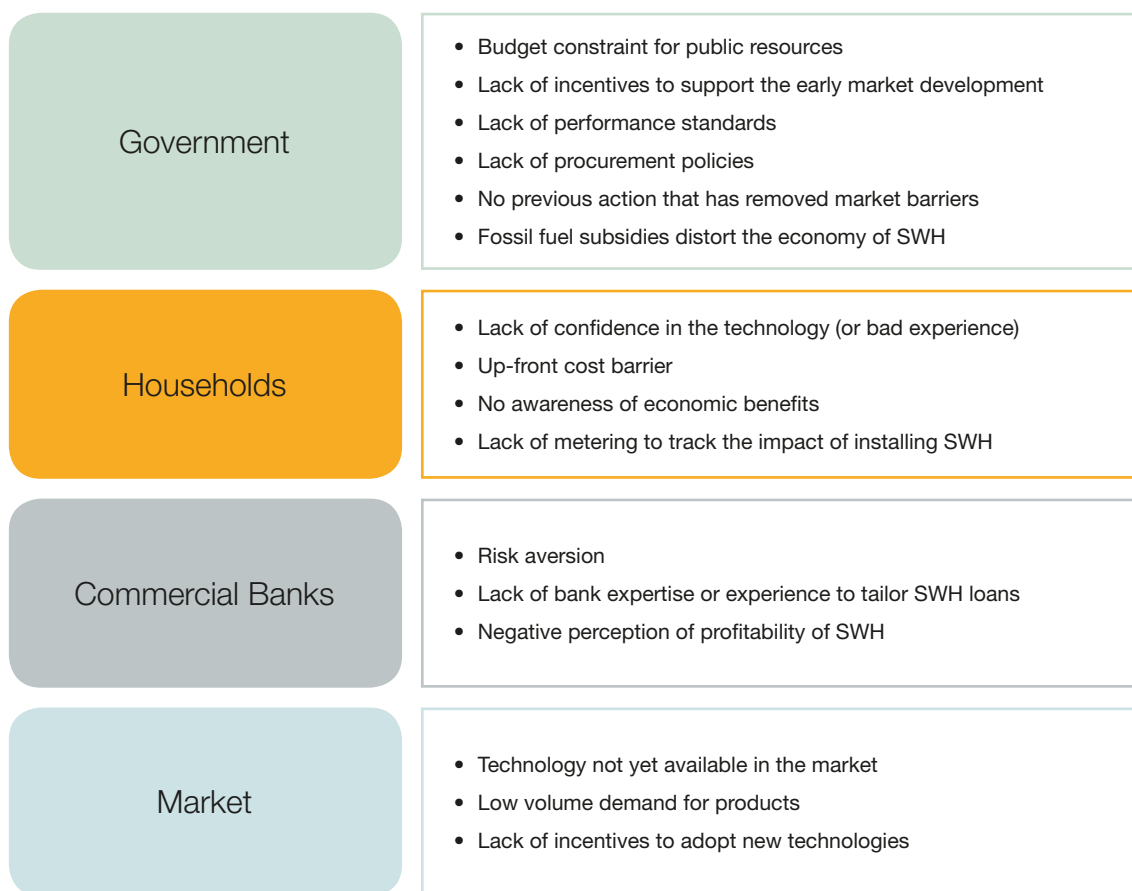 Government
• Budget constraint for public resources
• Lack of incentives to support the early market development
• Lack of performance standards
• Lack of procurement policies
• No previous action that has removed market barriers
• Fossil fuel subsidies distort the economy of SWH
Households
• Lack of confidence in the technology (or bad experience)
• Up-front cost barrier
• No awareness of economic benefits
• Lack of metering to track the impact of installing SWH
Commercial Banks
• Risk aversion
• Lack of bank expertise or experience to tailor SWH loans
• Negative perception of profitability of SWH
Market
• Technology not yet available in the market
• Low volume demand for products
• Lack of incentives to adopt new technologies